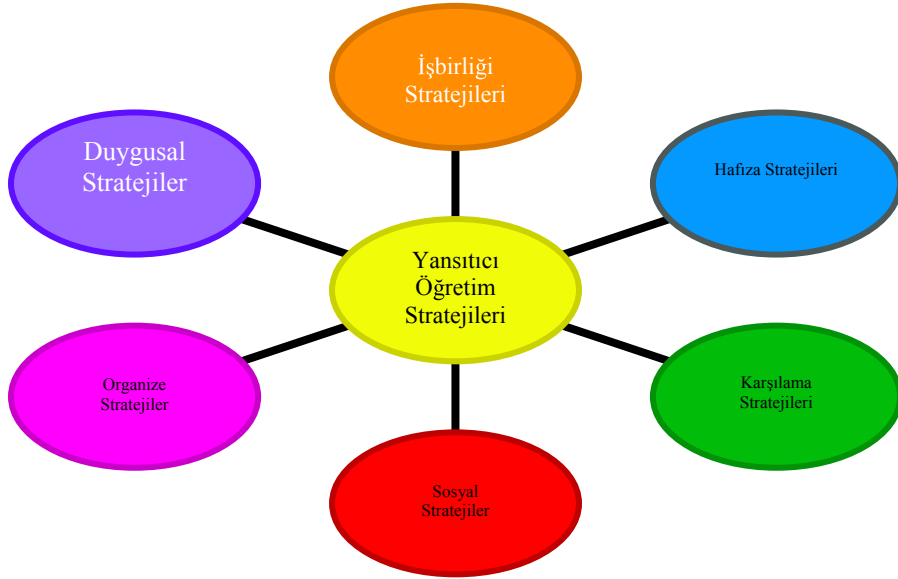 İşbirliği
Stratejileri
Duygusal
Stratejiler
Hafıza Stratejileri
Yansıtıcı
Öğretim
Stratejileri
Organize
Stratejiler
Karşılama
Stratejileri
Sosyal
Stratejiler